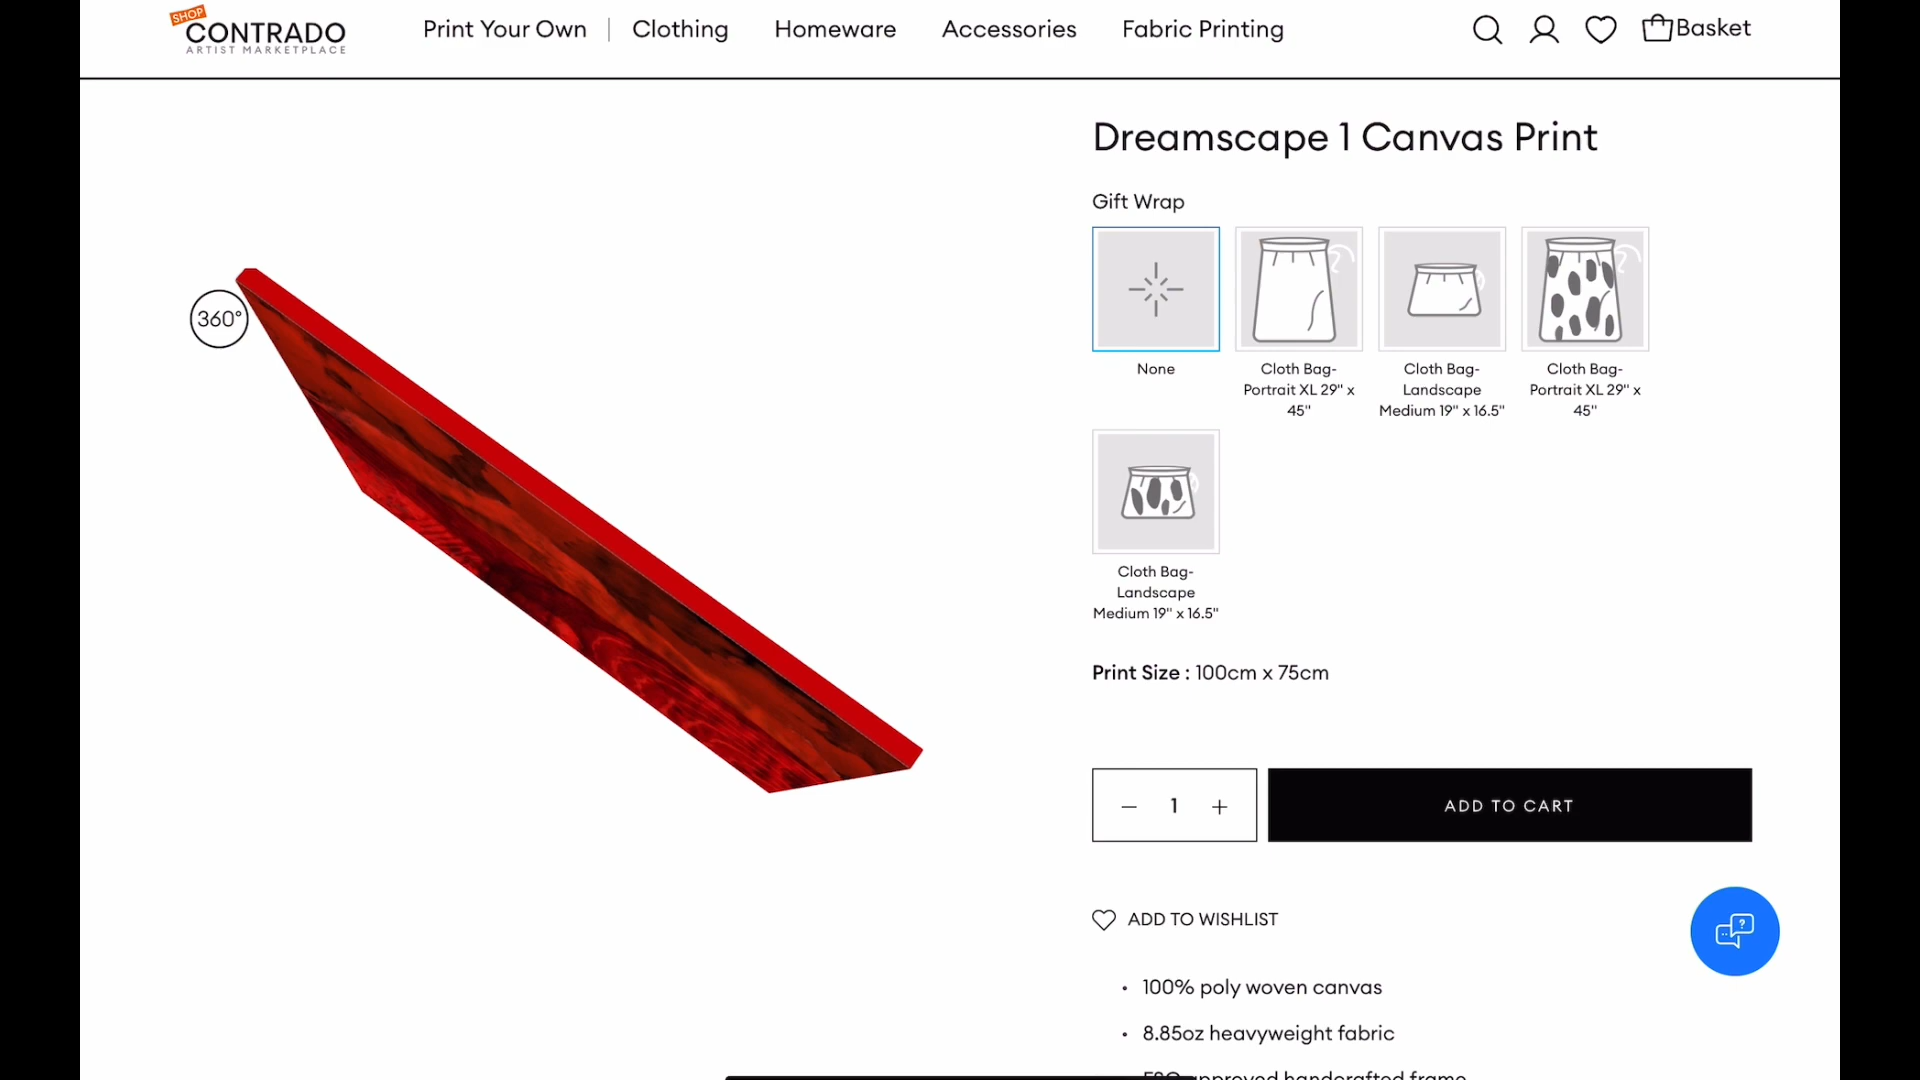 SHOP
CONTRADO
ARTIST MARKETPLACE
Print Your Own
Clothing
Homeware
Accessories
Fabric Printing
Basket
360°
Dreamscape 1 Canvas Print
Gift Wrap
None
Cloth Bag-
Portrait XL 29" x
45"
Cloth Bag-
Landscape
Medium 19" x 16.5"
Cloth Bag-
Portrait XL 29" x
45"
Cloth Bag-
Landscape
Medium 19" x 16.5"
Print Size : 100cm x 75cm
− 1 +
ADD TO CART
ADD TO WISHLIST
• 100% poly woven canvas
• 8.85oz heavyweight fabric
approved handcrafted frame